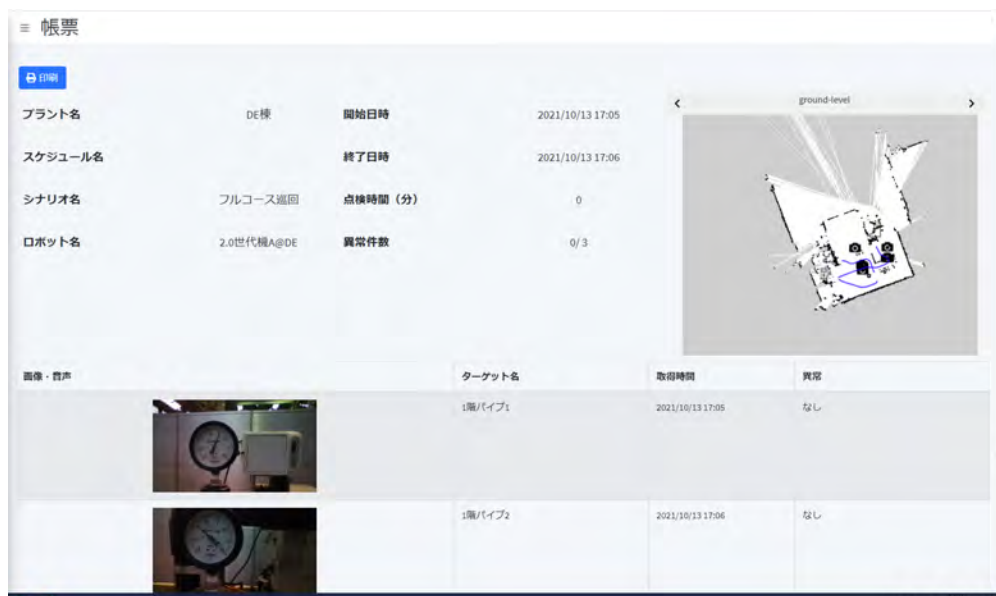 ≡ 帳票
印刷
プラント名 DE棟 開始日時 2021/10/13 17:05
スケジュール名 終了日時 2021/10/13 17:06
シナリオ名 フルコース巡回 点検時間（分） 0
ロボット名 2.0世代機A@DE 異常件数 0/ 3
ground-level
画像・音声 ターゲット名 取得時間 異常
1階パイプ1 2021/10/13 17:05 なし
1階パイプ2 2021/10/13 17:06 なし